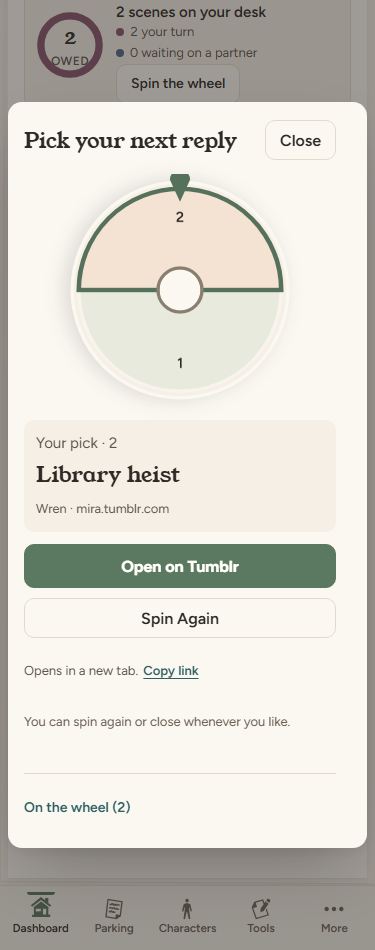 2
OWED
2 scenes on your desk
2 your turn
0 waiting on a partner
Spin the wheel
Pick your next reply
Close
2
1
Your pick · 2
Library heist
Wren · mira.tumblr.com
Open on Tumblr
Spin Again
Opens in a new tab. Copy link
You can spin again or close whenever you like.
On the wheel (2)
Dashboard
Parking
Characters
Tools
More